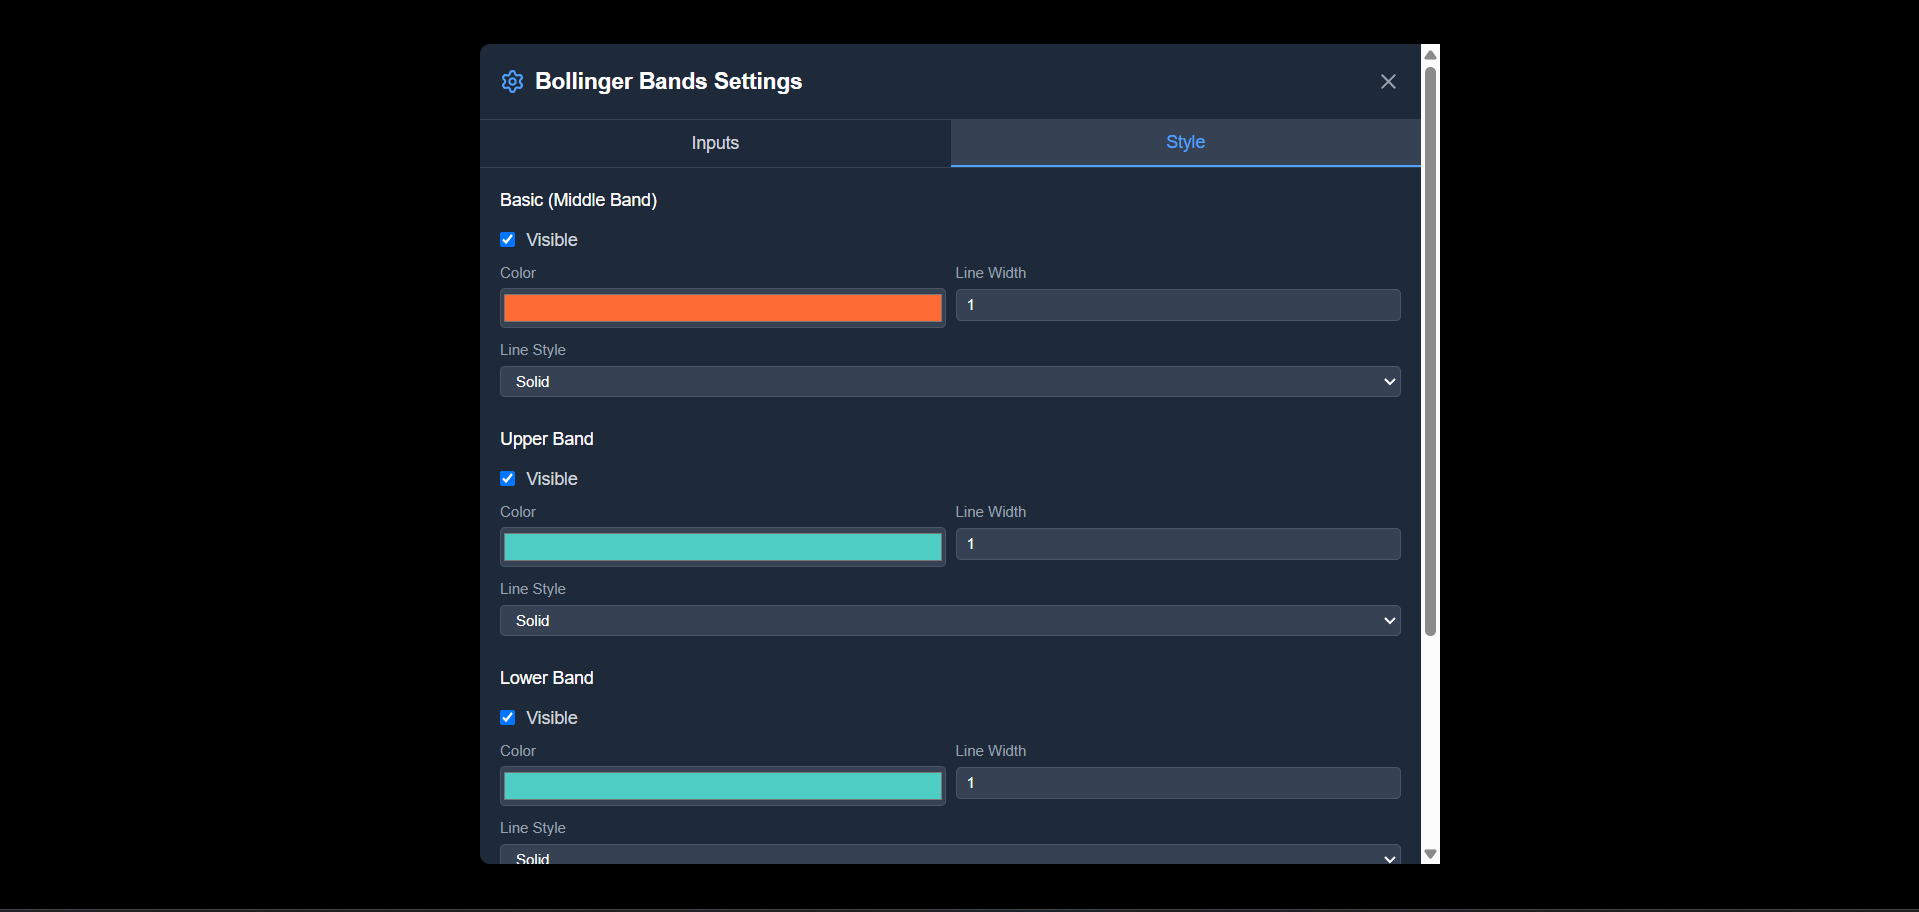 Bollinger Bands Settings
Inputs
Style
Basic (Middle Band)
Visible
Color
Line Width
1
Line Style
Solid
Upper Band
Visible
Color
Line Width
1
Line Style
Solid
Lower Band
Visible
Color
Line Width
1
Line Style
Solid